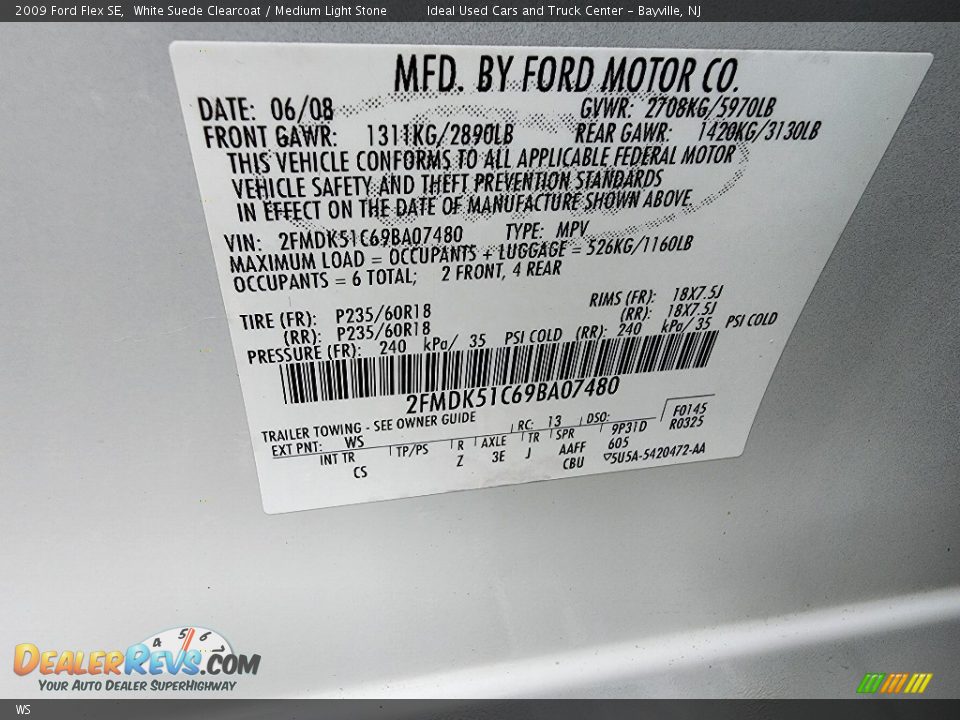 2009 Ford Flex SE, White Suede Clearcoat / Medium Light Stone Ideal Used Cars and Truck Center - Bayville, NJ
MFD. BY FORD MOTOR CO.
DATE: 06/08 GVWR: 2708KG/5970LB
FRONT GAWR: 1311KG/2890LB REAR GAWR: 1420KG/3130LB
THIS VEHICLE CONFORMS TO ALL APPLICABLE FEDERAL MOTOR
VEHICLE SAFETY AND THEFT PREVENTION STANDARDS
IN EFFECT ON THE DATE OF MANUFACTURE SHOWN ABOVE
VIN: 2FMDK51C69BA07480 TYPE: MPV
MAXIMUM LOAD = OCCUPANTS + LUGGAGE = 526KG/1160LB
OCCUPANTS = 6 TOTAL; 2 FRONT, 4 REAR
TIRE (FR): P235/60R18 RIMS (FR): 18X7.5J
(RR): P235/60R18 (RR): 18X7.5J
PRESSURE (FR): 240 kPa/ 35 PSI COLD (RR): 240 kPa/ 35 PSI COLD
2FMDK51C69BA07480
TRAILER TOWING - SEE OWNER GUIDE
EXT PNT: WS RC: 13 DSO: F0145
R0325
INT TR TP/PS R AXLE TR SPR 9P31D
CS Z 3E J AAFF 605
CBU 5U5A-5420472-AA
4 5 6 7
DEALERREVS.COM
YOUR AUTO DEALER SUPERHIGHWAY
WS